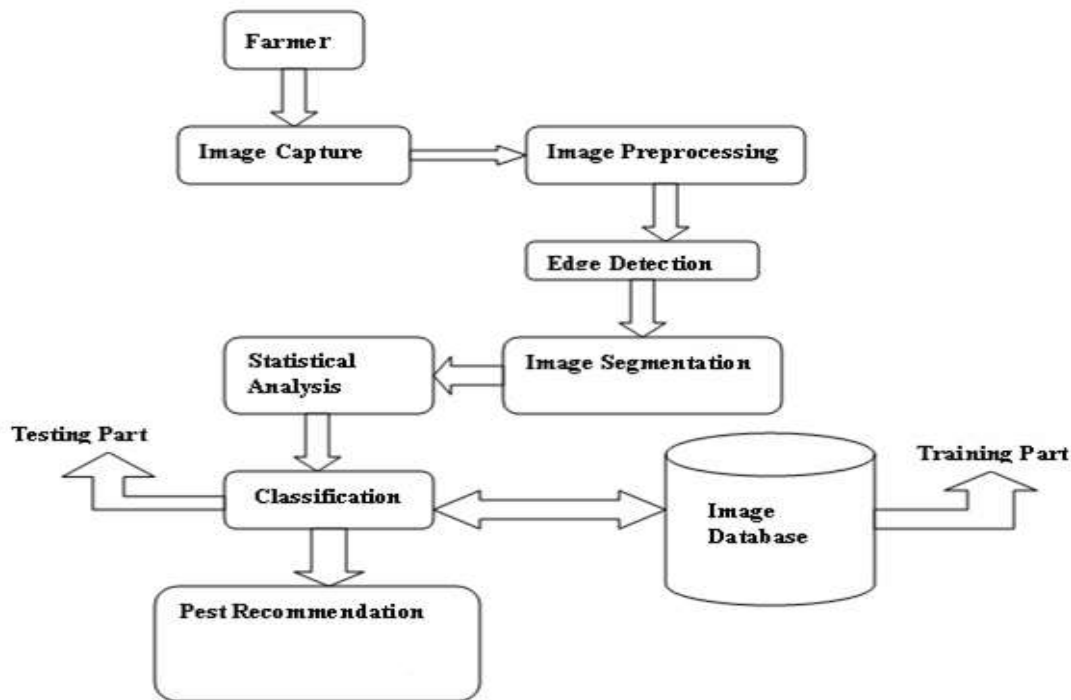 Farmer
Image Capture
Image Preprocessing
Edge Detection
Image Segmentation
Statistical
Analysis
Testing Part
Classification
Image
Database
Training Part
Pest Recommendation